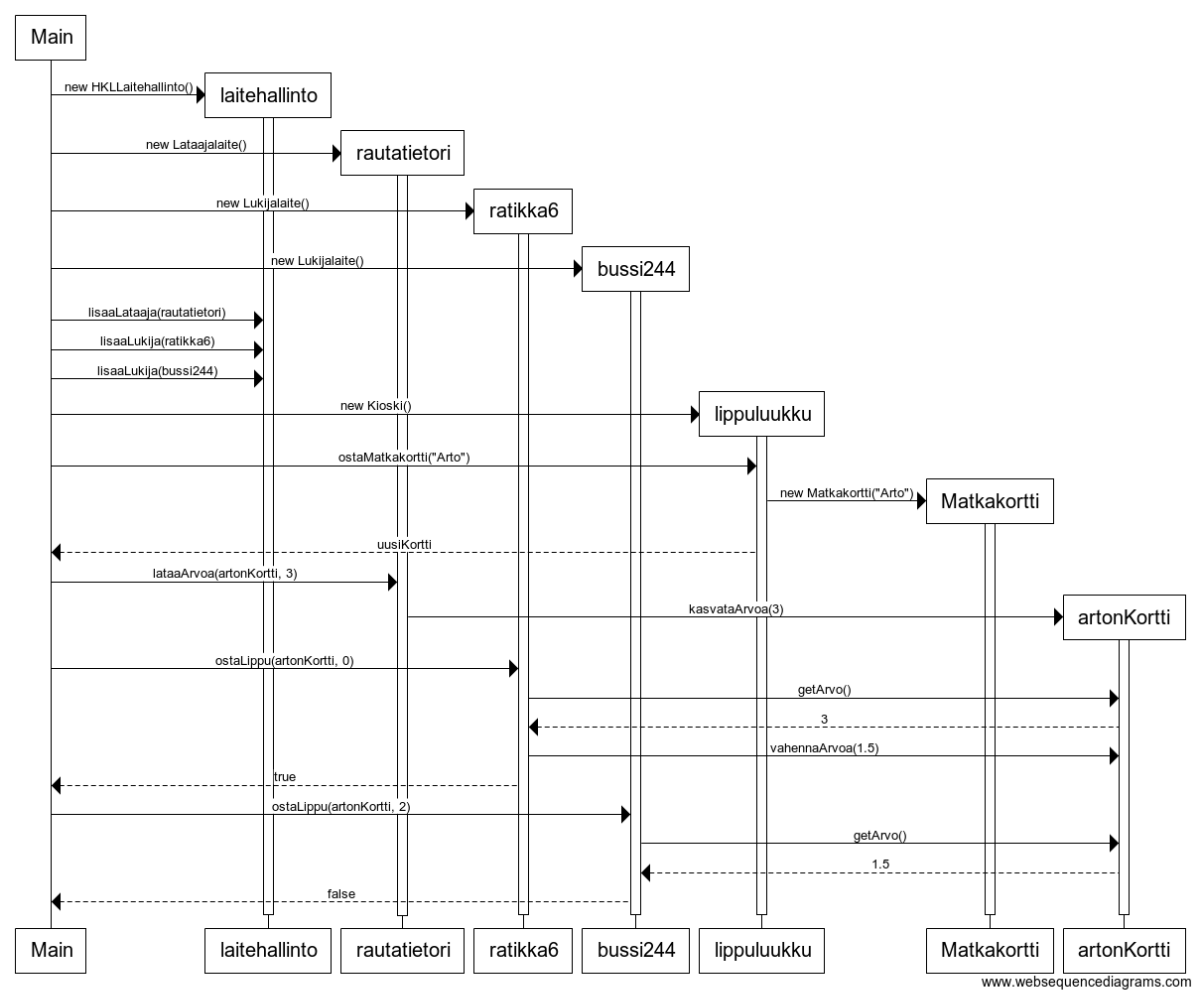 Main
new HKLLaitehallinto()
laitehallinto
new Lataajalaite()
rautatietori
new Lukijalaite()
ratikka6
new Lukijalaite()
bussi244
lisaaLataaja(rautatietori)
lisaaLukija(ratikka6)
lisaaLukija(bussi244)
new Kioski()
lippuluukku
ostaMatkakortti("Arto")
new Matkakortti("Arto")
Matkakortti
uusiKortti
lataaArvoa(artonKortti, 3)
kasvataArvoa(3)
artonKortti
ostaLippu(artonKortti, 0)
getArvo()
3
vahennaArvoa(1.5)
true
ostaLippu(artonKortti, 2)
getArvo()
1.5
false
Main laitehallinto rautatietori ratikka6 bussi244 lippuluukku Matkakortti artonKortti
www.websequencediagrams.com